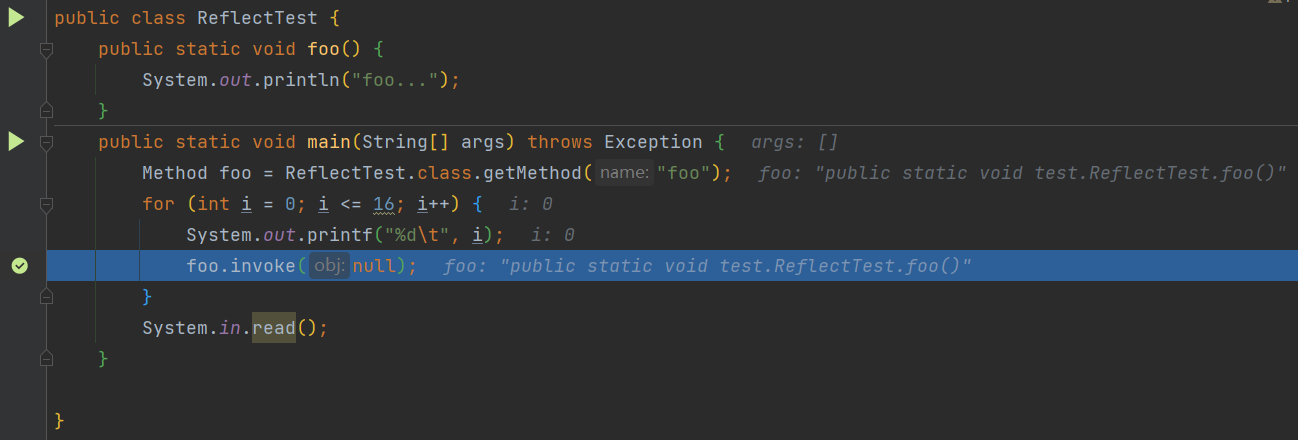 public class ReflectTest {
public static void foo() {
System.out.println("foo...");
}
public static void main(String[] args) throws Exception { args: []
Method foo = ReflectTest.class.getMethod( name: "foo"); foo: "public static void test.ReflectTest.foo()"
for (int i = 0; i <= 16; i++) { i: 0
System.out.printf("%d\t", i); i: 0
foo.invoke( obj: null); foo: "public static void test.ReflectTest.foo()"
}
System.in.read();
}
}